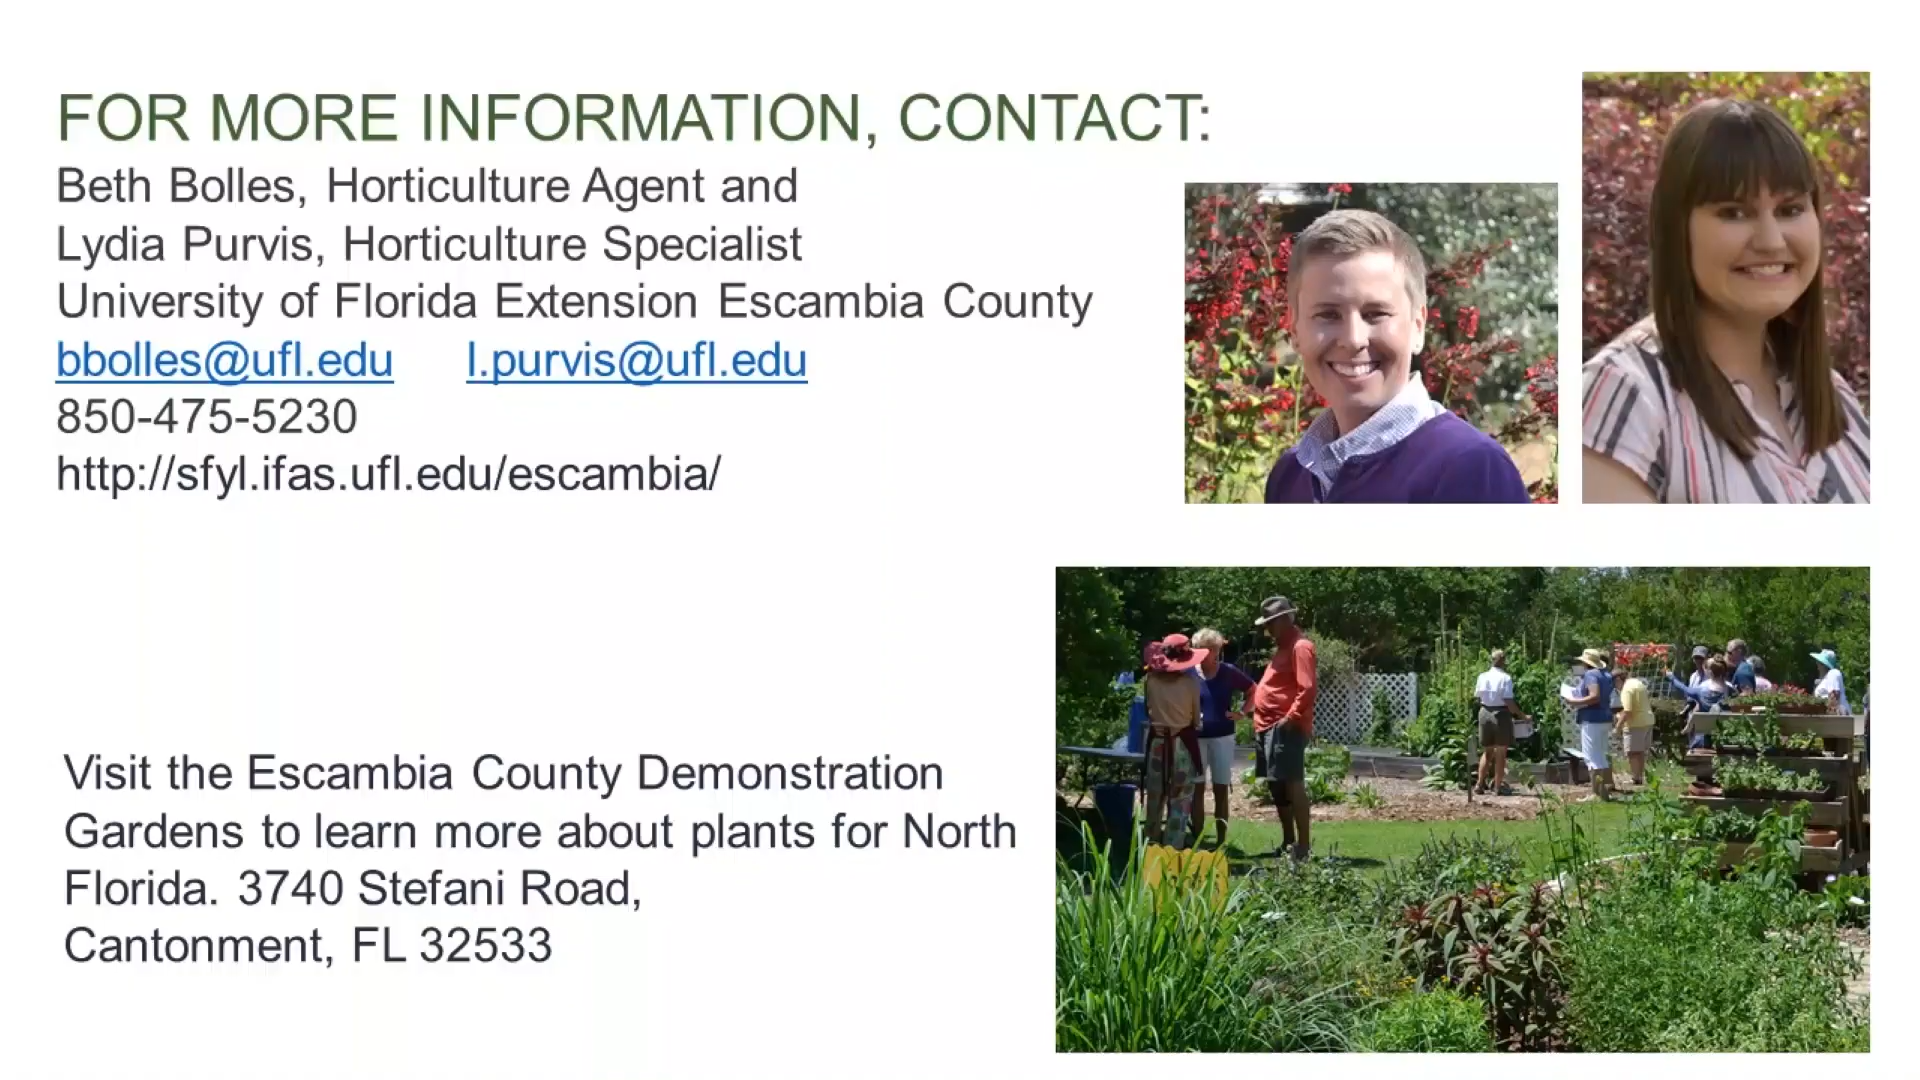 FOR MORE INFORMATION, CONTACT:
Beth Bolles, Horticulture Agent and
Lydia Purvis, Horticulture Specialist
University of Florida Extension Escambia County
bbolles@ufl.edu l.purvis@ufl.edu
850-475-5230
http://sfyl.ifas.ufl.edu/escambia/
Visit the Escambia County Demonstration
Gardens to learn more about plants for North
Florida. 3740 Stefani Road,
Cantonment, FL 32533